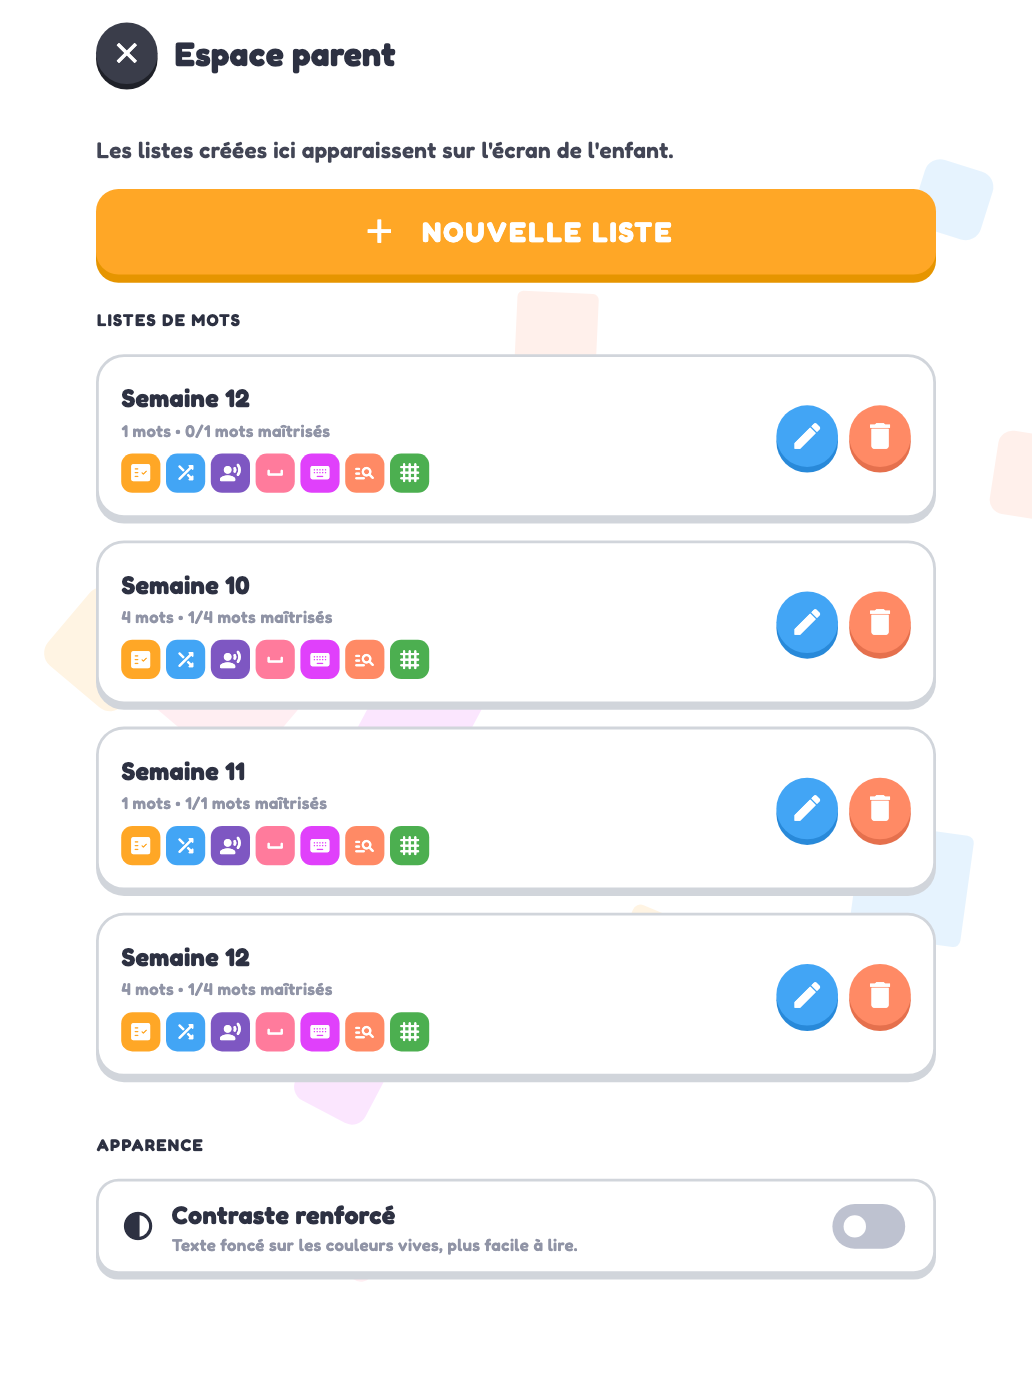 Espace parent
Les listes créées ici apparaissent sur l'écran de l'enfant.
NOUVELLE LISTE
LISTES DE MOTS
Semaine 12
1 mots • 0/1 mots maîtrisés
Semaine 10
4 mots • 1/4 mots maîtrisés
Semaine 11
1 mots • 1/1 mots maîtrisés
Semaine 12
4 mots • 1/4 mots maîtrisés
APPARENCE
Contraste renforcé
Texte foncé sur les couleurs vives, plus facile à lire.